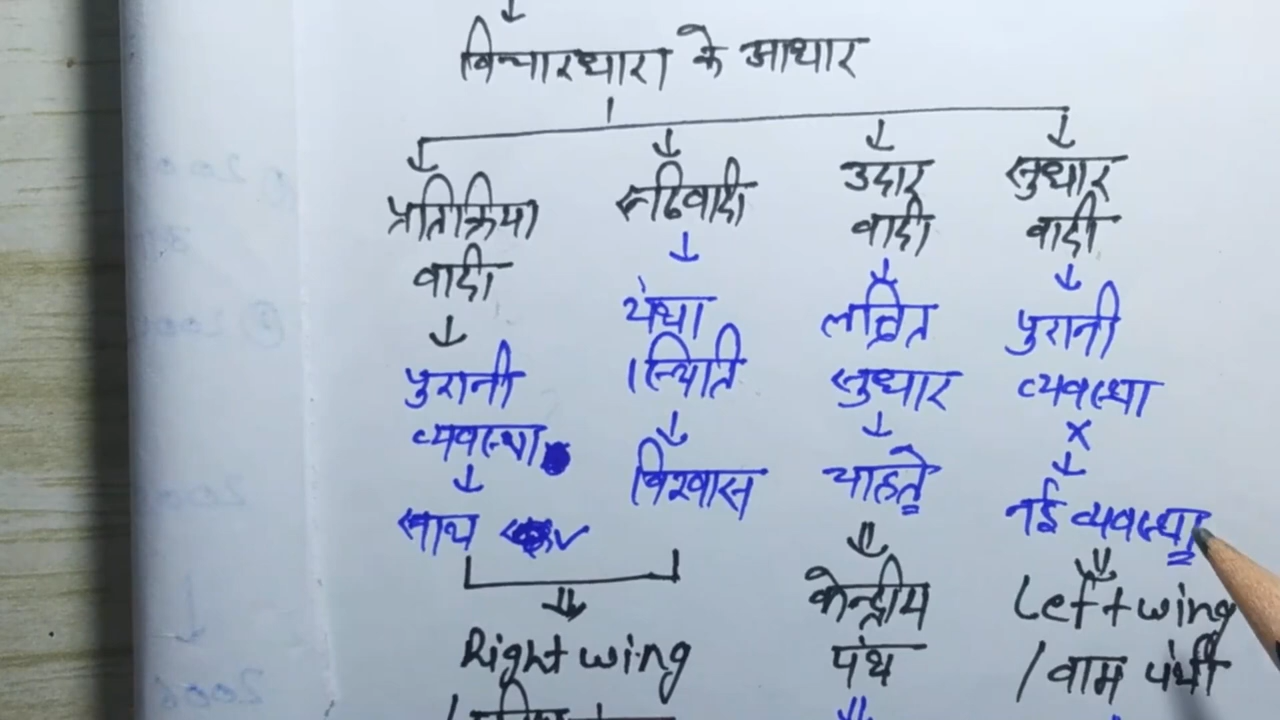 विचारधारा के आधार
प्रतिक्रिया
वादी
पुरानी
व्यवस्था
साथ
रूढिवादी
यथा
स्थिति
विश्वास
Right wing
उदार
वादी
सुधार
चाहते
केन्द्रीय
पंथ
सुधार
वादी
पुरानी
व्यवस्था
x
नई व्यवस्था
Left wing
/ वाम पंथी